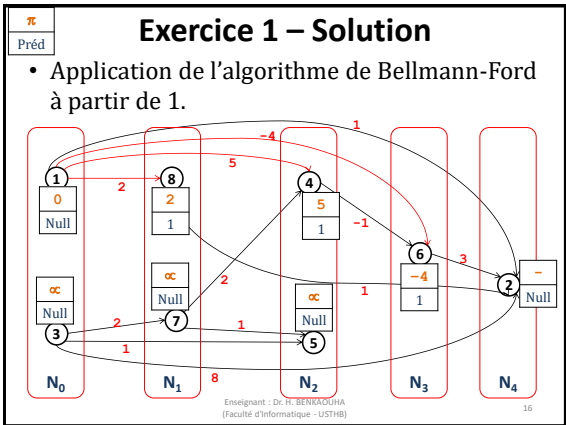 π
Préd
Exercice 1 – Solution
• Application de l'algorithme de Bellmann-Ford
à partir de 1.
1
-4
5
1
8
4
2
0
Null
2
1
5
1
-1
6
3
∝
Null
∝
Null
2
∝
Null
-4
1
1
2
-
Null
3
2
7
1
5
1
8
N0
N1
N2
N3
N4
Enseignant : Dr. H. BENKAOUHA
(Faculté d'Informatique - USTHB)
16